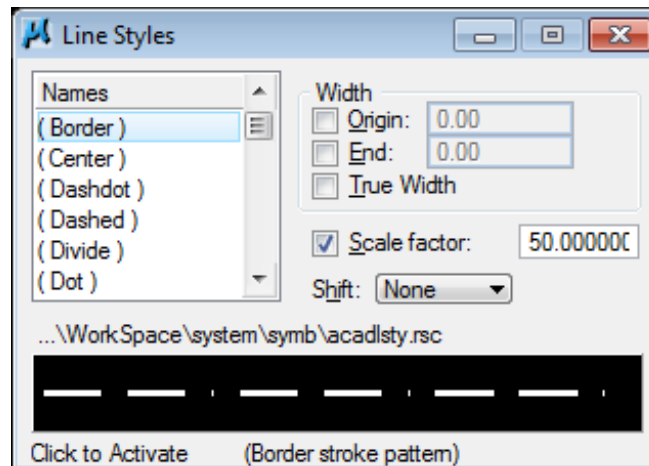 Line Styles
Names
( Border )
( Center )
( Dashdot )
( Dashed )
( Divide )
( Dot )
Width
Origin: 0.00
End: 0.00
True Width
Scale factor: 50.000000
Shift: None
...\WorkSpace\system\symb\acadlsty.rsc
Click to Activate (Border stroke pattern)